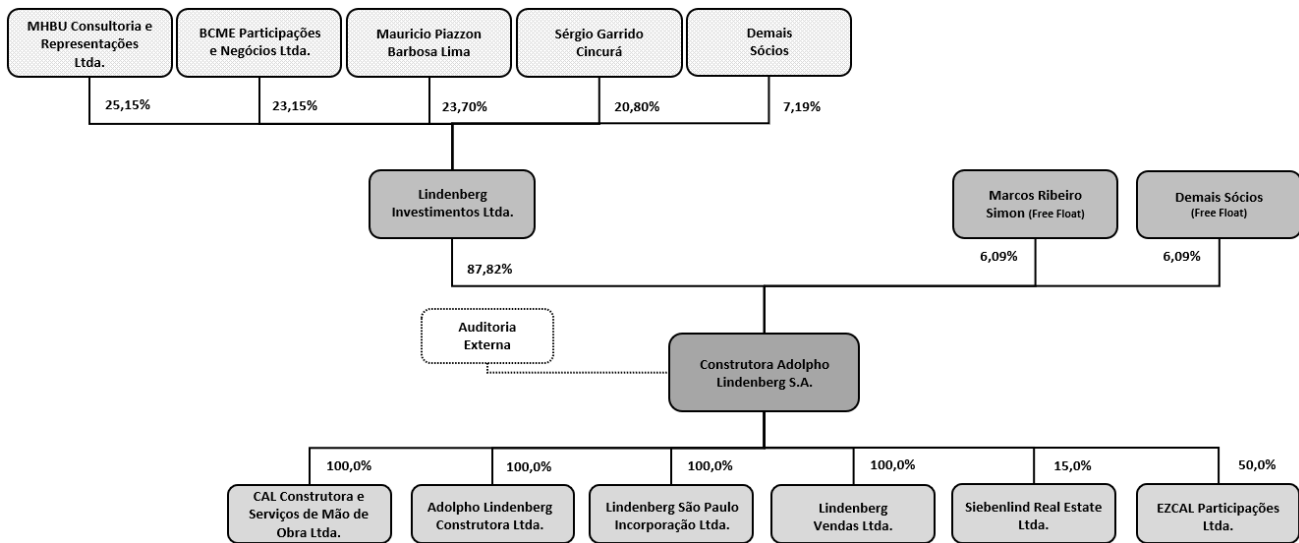 MHBU Consultoria e
Representações
Ltda.
BCME Participações
e Negócios Ltda.
Mauricio Piazzon
Barbosa Lima
Sérgio Garrido
Cincurá
Demais
Sócios
25,15%
23,15%
23,70%
20,80%
7,19%
Lindenberg
Investimentos Ltda.
Marcos Ribeiro
Simon (Free Float)
Demais Sócios
(Free Float)
87,82%
6,09%
6,09%
Auditoria
Externa
Construtora Adolpho
Lindenberg S.A.
100,0%
100,0%
100,0%
100,0%
15,0%
50,0%
CAL Construtora e
Serviços de Mão de
Obra Ltda.
Adolpho Lindenberg
Construtora Ltda.
Lindenberg São Paulo
Incorporação Ltda.
Lindenberg
Vendas Ltda.
Siebenlind Real Estate
Ltda.
EZCAL Participações
Ltda.